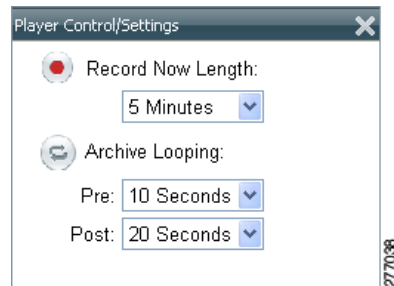 Player Control/Settings
Record Now Length:
5 Minutes
Archive Looping:
Pre: 10 Seconds
Post: 20 Seconds
277038